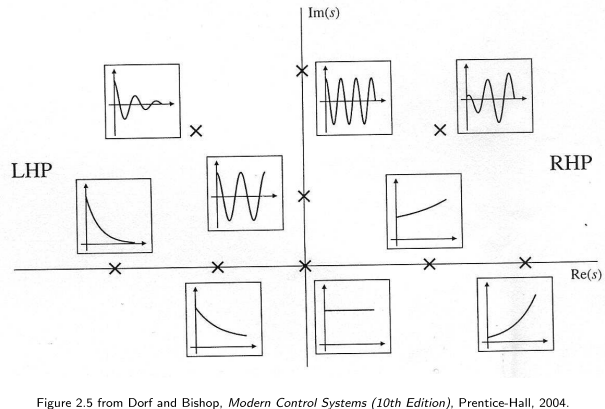 Im(s)
LHP
RHP
Re(s)
Figure 2.5 from Dorf and Bishop, Modern Control Systems (10th Edition), Prentice-Hall, 2004.